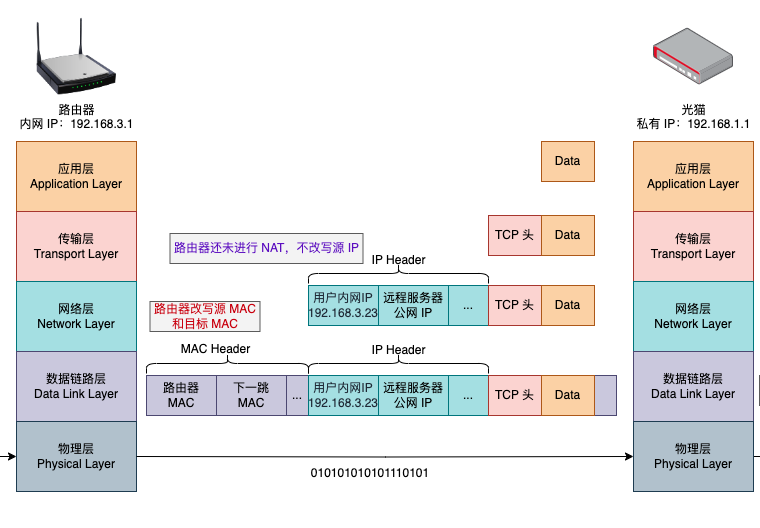 路由器
内网 IP：192.168.3.1
光猫
私有 IP：192.168.1.1
应用层
Application Layer
Data
应用层
Application Layer
传输层
Transport Layer
路由器还未进行 NAT，不改写源 IP
TCP 头
Data
传输层
Transport Layer
IP Header
网络层
Network Layer
路由器改写源 MAC
和目标 MAC
用户内网IP
192.168.3.23
远程服务器
公网 IP
...
TCP 头
Data
网络层
Network Layer
MAC Header
IP Header
数据链路层
Data Link Layer
路由器
MAC
下一跳
MAC
...
用户内网IP
192.168.3.23
远程服务器
公网 IP
...
TCP 头
Data
数据链路层
Data Link Layer
物理层
Physical Layer
010101010101110101
物理层
Physical Layer